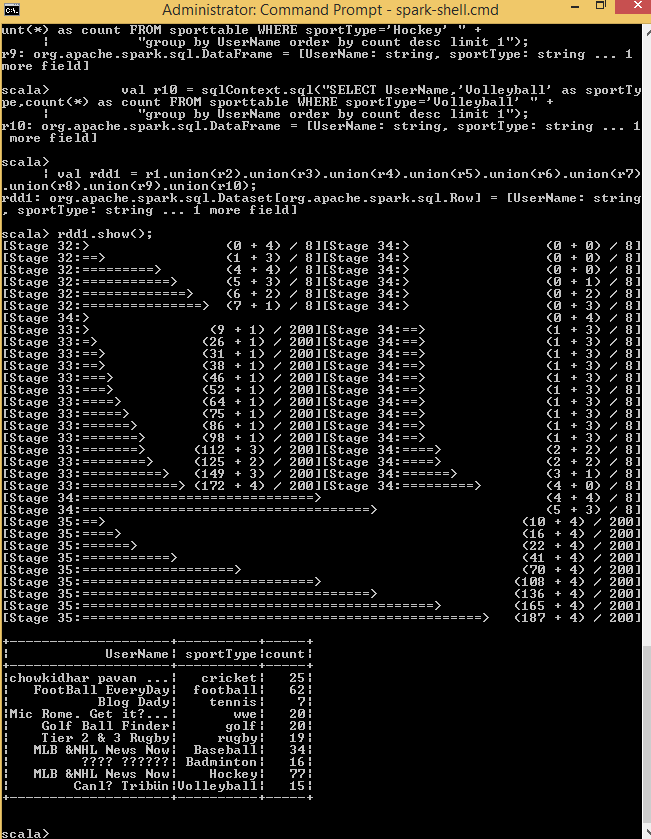 Administrator: Command Prompt - spark-shell.cmd
unt(*) as count FROM sporttable WHERE sportType='Hockey' " +
| "group by UserName order by count desc limit 1");
r9: org.apache.spark.sql.DataFrame = [UserName: string, sportType: string ... 1
more field]
scala> val r10 = sqlContext.sql("SELECT UserName,'Volleyball' as sportTy
pe,count(*) as count FROM sporttable WHERE sportType='Volleyball' " +
| "group by UserName order by count desc limit 1");
r10: org.apache.spark.sql.DataFrame = [UserName: string, sportType: string ... 1
more field]
scala>
| val rdd1 = r1.union(r2).union(r3).union(r4).union(r5).union(r6).union(r7)
.union(r8).union(r9).union(r10);
rdd1: org.apache.spark.sql.Dataset[org.apache.spark.sql.Row] = [UserName: string
, sportType: string ... 1 more field]
scala> rdd1.show();
[Stage 32:> (0 + 4) / 8][Stage 34:> (0 + 0) / 8]
[Stage 32:==> (1 + 3) / 8][Stage 34:> (0 + 0) / 8]
[Stage 32:=========> (4 + 4) / 8][Stage 34:> (0 + 0) / 8]
[Stage 32:===========> (5 + 3) / 8][Stage 34:> (0 + 1) / 8]
[Stage 32:=============> (6 + 2) / 8][Stage 34:> (0 + 2) / 8]
[Stage 32:===============> (7 + 1) / 8][Stage 34:> (0 + 3) / 8]
[Stage 34:> (0 + 4) / 8]
[Stage 33:> (9 + 1) / 200][Stage 34:==> (1 + 3) / 8]
[Stage 33:=> (26 + 1) / 200][Stage 34:==> (1 + 3) / 8]
[Stage 33:==> (31 + 1) / 200][Stage 34:==> (1 + 3) / 8]
[Stage 33:==> (38 + 1) / 200][Stage 34:==> (1 + 3) / 8]
[Stage 33:===> (46 + 1) / 200][Stage 34:==> (1 + 3) / 8]
[Stage 33:===> (52 + 1) / 200][Stage 34:==> (1 + 3) / 8]
[Stage 33:====> (64 + 1) / 200][Stage 34:==> (1 + 3) / 8]
[Stage 33:=====> (75 + 1) / 200][Stage 34:==> (1 + 3) / 8]
[Stage 33:======> (86 + 1) / 200][Stage 34:==> (1 + 3) / 8]
[Stage 33:=======> (98 + 1) / 200][Stage 34:==> (1 + 3) / 8]
[Stage 33:=======> (112 + 3) / 200][Stage 34:====> (2 + 2) / 8]
[Stage 33:========> (125 + 2) / 200][Stage 34:====> (2 + 2) / 8]
[Stage 33:==========> (149 + 3) / 200][Stage 34:======> (3 + 1) / 8]
[Stage 33:============> (172 + 4) / 200][Stage 34:=========> (4 + 0) / 8]
[Stage 34:=============================> (4 + 4) / 8]
[Stage 34:====================================> (5 + 3) / 8]
[Stage 35:==> (10 + 4) / 200]
[Stage 35:====> (16 + 4) / 200]
[Stage 35:======> (22 + 4) / 200]
[Stage 35:===========> (41 + 4) / 200]
[Stage 35:===================> (70 + 4) / 200]
[Stage 35:=============================> (108 + 4) / 200]
[Stage 35:====================================> (136 + 4) / 200]
[Stage 35:============================================> (165 + 4) / 200]
[Stage 35:==================================================> (187 + 4) / 200]
+--------------------+----------+-----+
| UserName| sportType|count|
+--------------------+----------+-----+
|chowkidhar pavan ...| cricket| 25|
| FootBall EveryDay| football| 62|
| Blog Dady| tennis| 7|
|Mic Rome. Get it?...| wwe| 20|
| Golf Ball Finder| golf| 20|
| Tier 2 & 3 Rugby| rugby| 19|
| MLB &NHL News Now| Baseball| 34|
| ???? ??????| Badminton| 16|
| MLB &NHL News Now| Hockey| 77|
| Canl? Tribün|Volleyball| 15|
+--------------------+----------+-----+
scala>